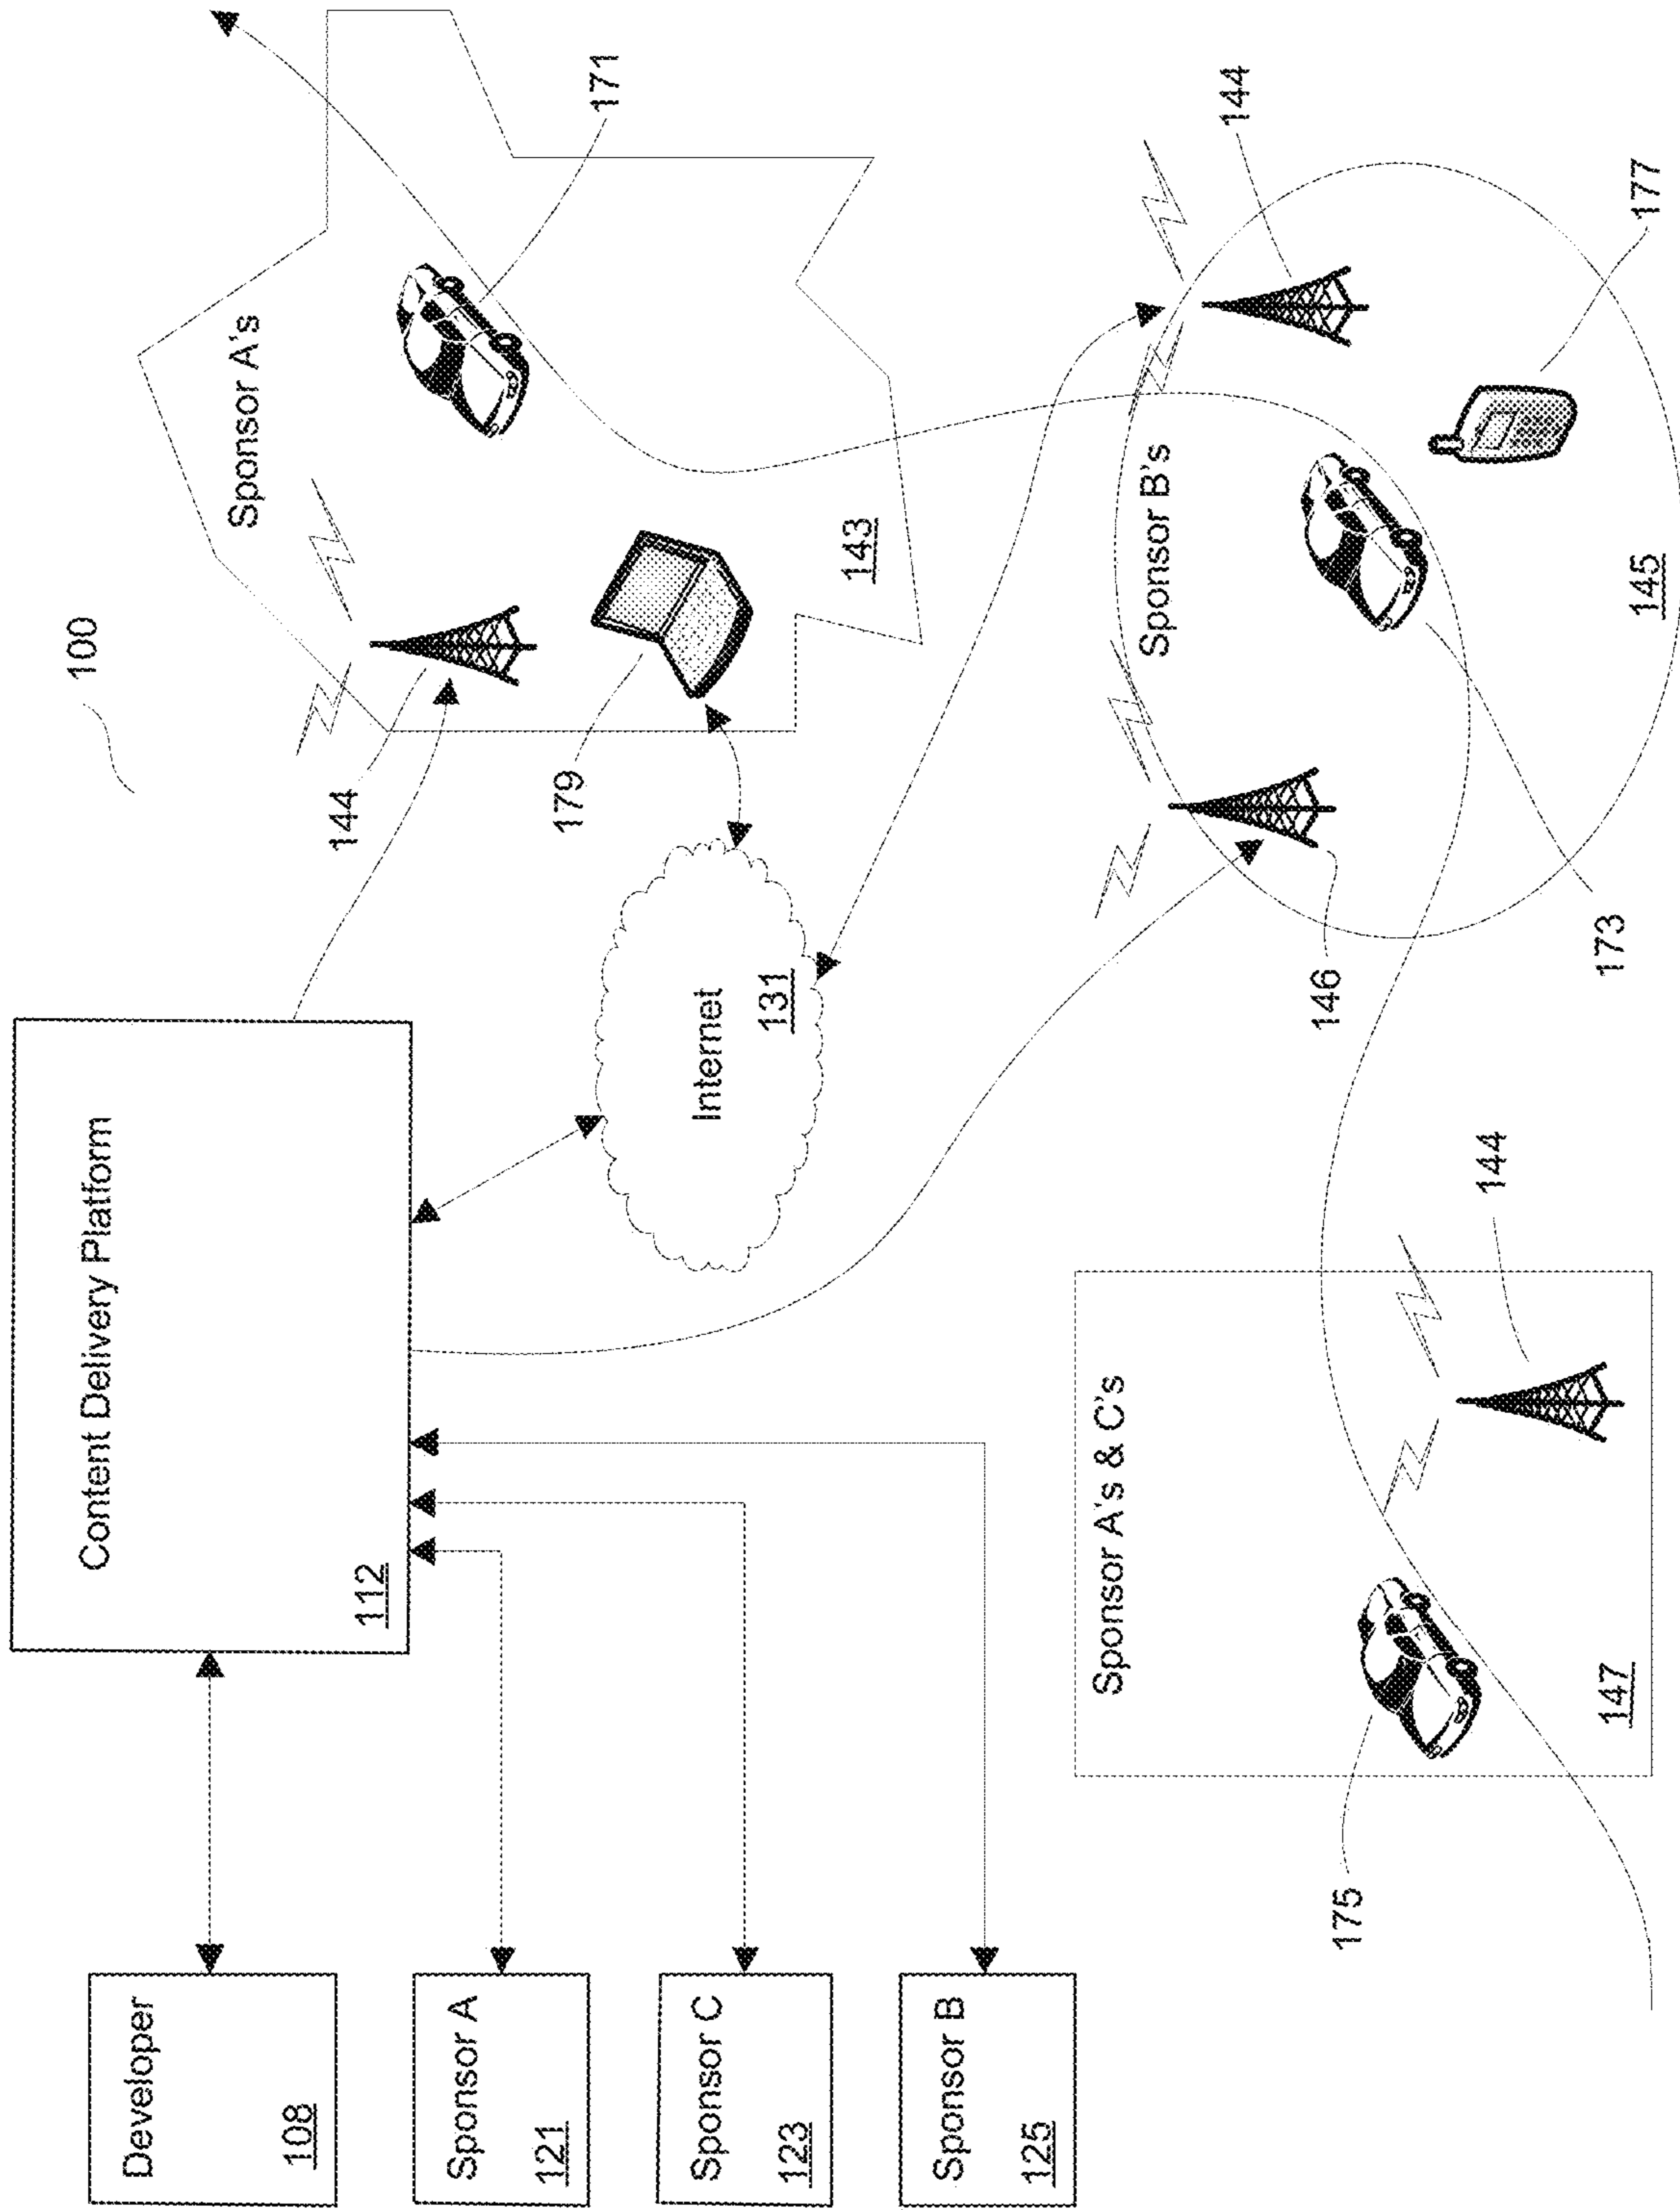 100
Developer
108
Sponsor A
121
Sponsor C
123
Sponsor B
125
Content Delivery Platform
112
Internet
131
Sponsor A's
144
179
171
143
Sponsor B's
144
146
173
177
145
Sponsor A's & C's
144
175
147